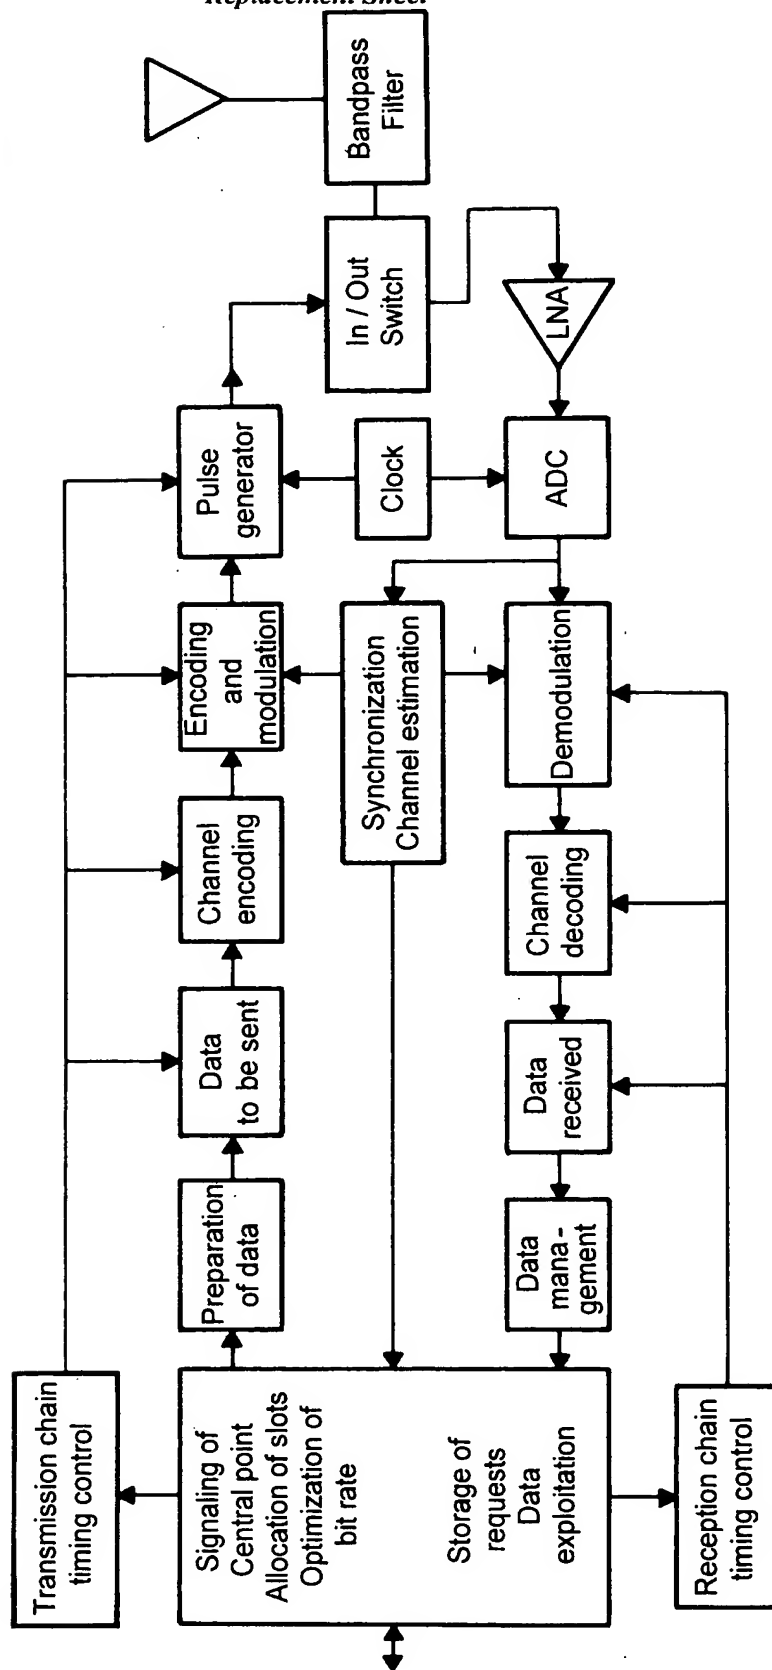 Replacement Sheet
Transmission chain
timing control
Signaling of
Central point
Allocation of slots
Optimization of
bit rate
Storage of
requests
Data
exploitation
Reception chain
timing control
Preparation
of data
Data
to be sent
Channel
encoding
Encoding
and
modulation
Pulse
generator
Synchronization
Channel estimation
Clock
In / Out
Switch
Bandpass
Filter
LNA
ADC
Demodulation
Channel
decoding
Data
received
Data
mana -
gement